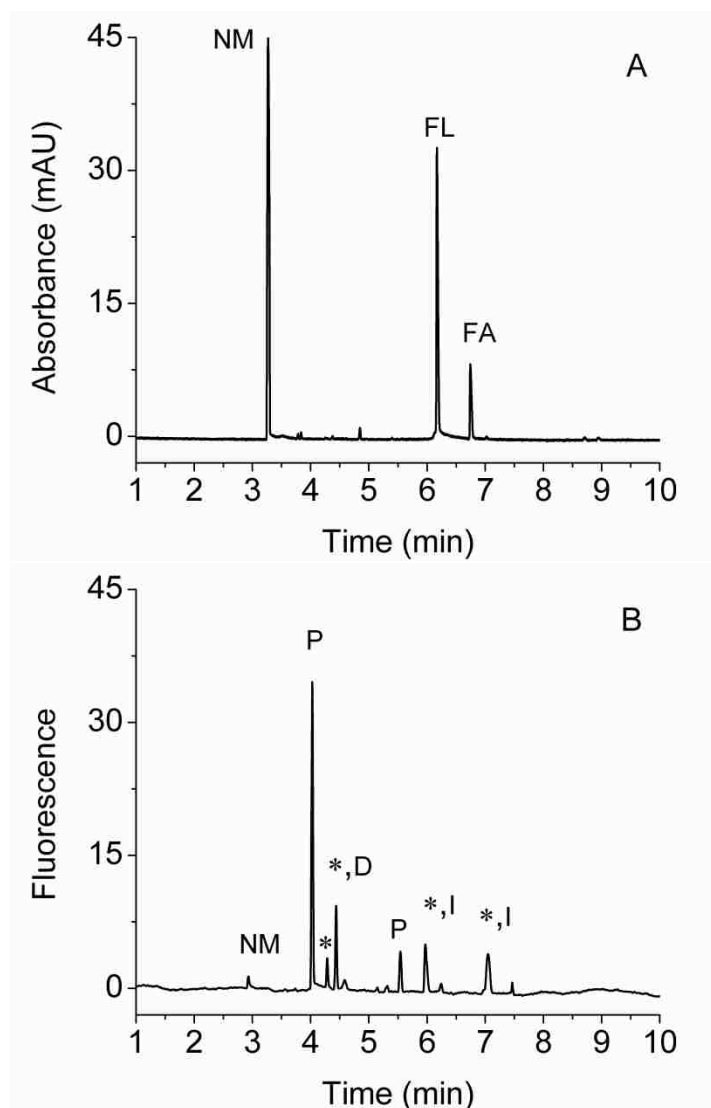 45
NM
A
FL
30
Absorbance (mAU)
15
FA
0
1 2 3 4 5 6 7 8 9 10
Time (min)
45
B
P
30
Fluorescence
15
*,D
NM
*
P
*,I
*,I
0
1 2 3 4 5 6 7 8 9 10
Time (min)